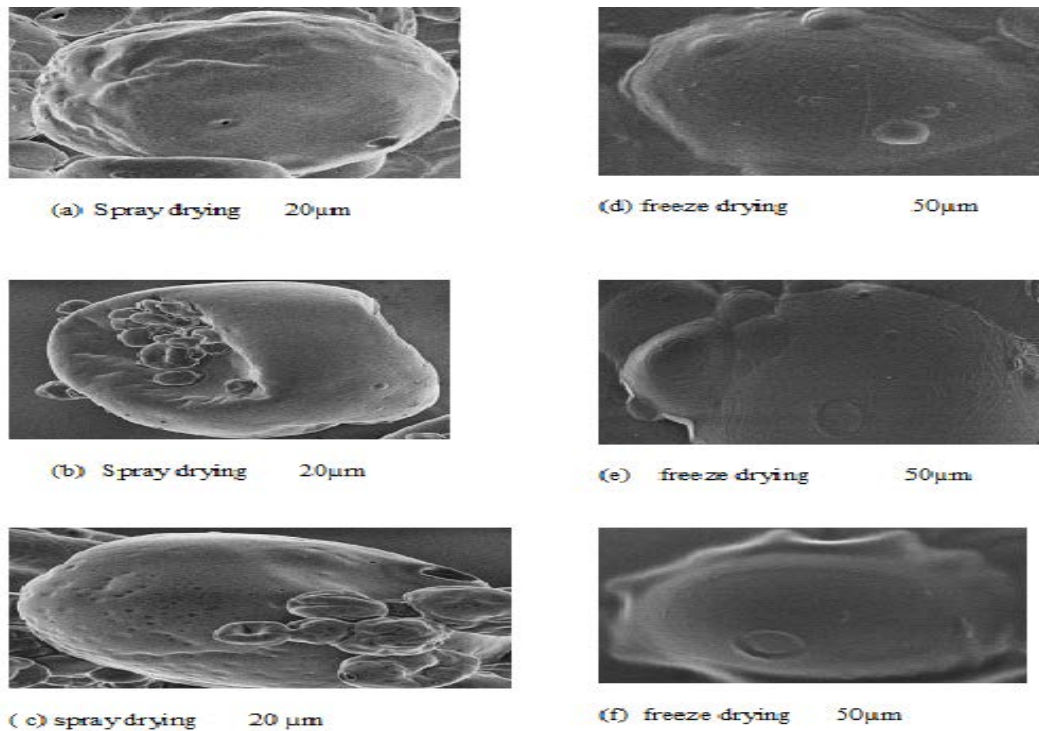 (a) Spray drying 20µm
(d) freeze drying 50µm
(b) Spray drying 20µm
(e) freeze drying 50µm
( c) spray drying 20 µm
(f) freeze drying 50µm